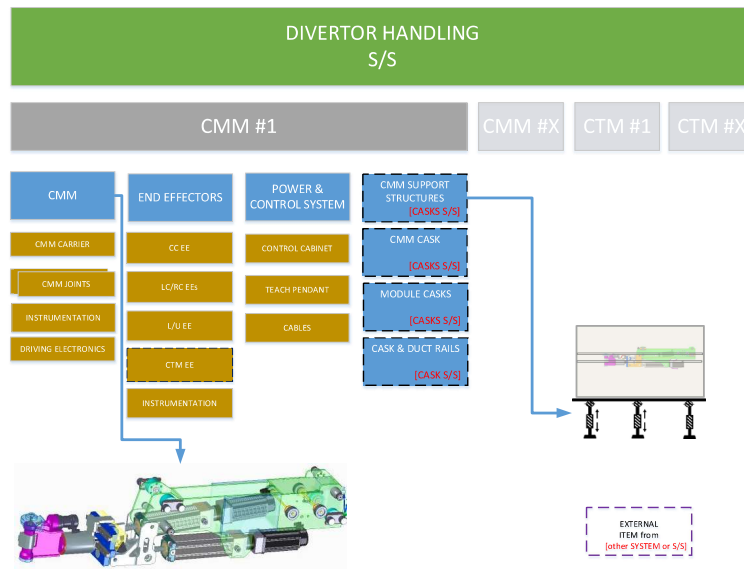 DIVERTOR HANDLING
S/S
CMM #1
CMM #X
CTM #1
CTM #X
CMM
END EFFECTORS
POWER &
CONTROL SYSTEM
CMM SUPPORT
STRUCTURES
[CASKS S/S]
CMM CARRIER
CMM JOINTS
INSTRUMENTATION
DRIVING ELECTRONICS
CC EE
LC/RC EEs
L/U EE
CTM EE
INSTRUMENTATION
CONTROL CABINET
TEACH PENDANT
CABLES
CMM CASK
[CASKS S/S]
MODULE CASKS
[CASKS S/S]
CASK & DUCT RAILS
[CASK S/S]
EXTERNAL
ITEM from
[other SYSTEM or S/S]